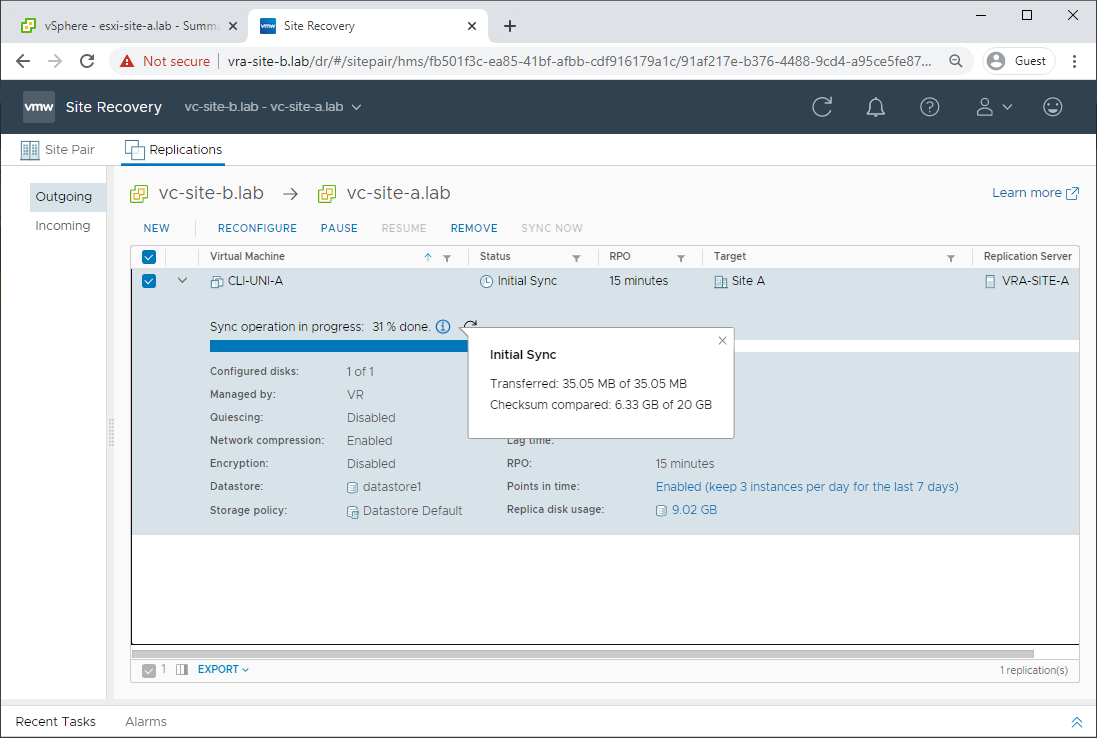 vSphere - esxi-site-a.lab - Summa
vmw Site Recovery
Not secure vra-site-b.lab/dr/#/sitepair/hms/fb501f3c-ea85-41bf-afbb-cdf916179a1c/91af217e-b376-4488-9cd4-a95ce5fe87...
Guest
vmw Site Recovery vc-site-b.lab - vc-site-a.lab
Site Pair Replications
Outgoing
Incoming
vc-site-b.lab → vc-site-a.lab
Learn more
NEW RECONFIGURE PAUSE RESUME REMOVE SYNC NOW
Virtual Machine Status RPO Target Replication Server
CLI-UNI-A Initial Sync 15 minutes Site A VRA-SITE-A
Sync operation in progress: 31 % done.
Initial Sync
Transferred: 35.05 MB of 35.05 MB
Checksum compared: 6.33 GB of 20 GB
Configured disks: 1 of 1
Managed by: VR
Quiescing: Disabled
Network compression: Enabled
Lag time:
Encryption: Disabled
RPO: 15 minutes
Datastore: datastore1
Points in time: Enabled (keep 3 instances per day for the last 7 days)
Storage policy: Datastore Default
Replica disk usage: 9.02 GB
1 EXPORT
1 replication(s)
Recent Tasks Alarms